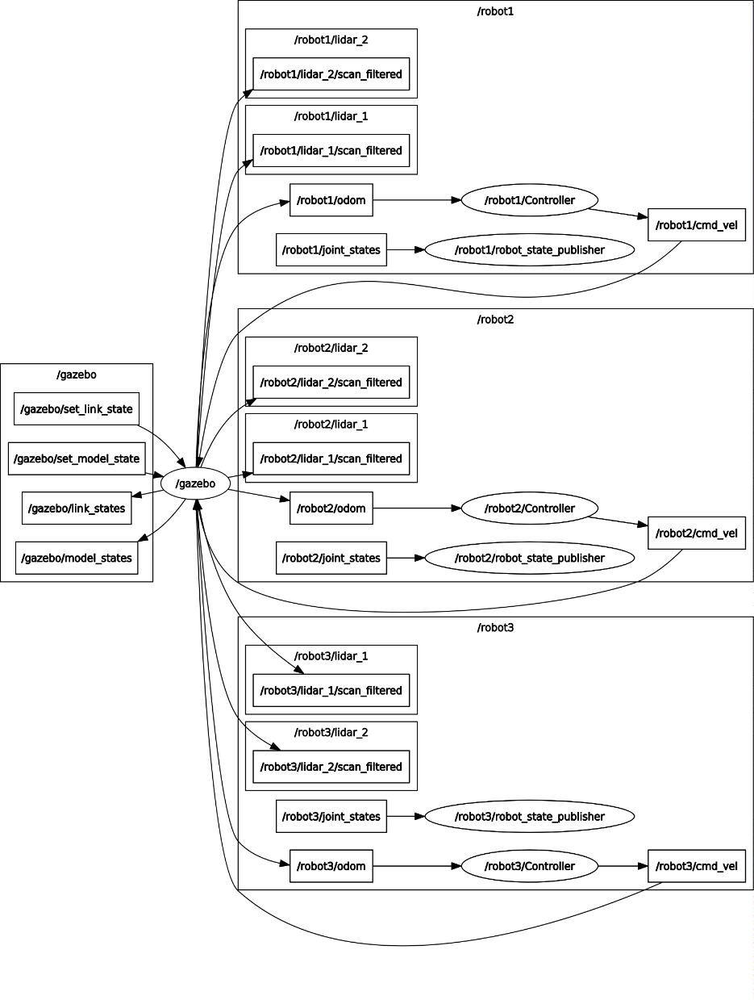 /robot1
/robot1/lidar_2
/robot1/lidar_2/scan_filtered
/robot1/lidar_1
/robot1/lidar_1/scan_filtered
/robot1/odom
/robot1/Controller
/robot1/cmd_vel
/robot1/joint_states
/robot1/robot_state_publisher
/gazebo
/gazebo/set_link_state
/gazebo/set_model_state
/gazebo/link_states
/gazebo/model_states
/gazebo
/robot2
/robot2/lidar_2
/robot2/lidar_2/scan_filtered
/robot2/lidar_1
/robot2/lidar_1/scan_filtered
/robot2/odom
/robot2/Controller
/robot2/cmd_vel
/robot2/joint_states
/robot2/robot_state_publisher
/robot3
/robot3/lidar_1
/robot3/lidar_1/scan_filtered
/robot3/lidar_2
/robot3/lidar_2/scan_filtered
/robot3/joint_states
/robot3/robot_state_publisher
/robot3/odom
/robot3/Controller
/robot3/cmd_vel